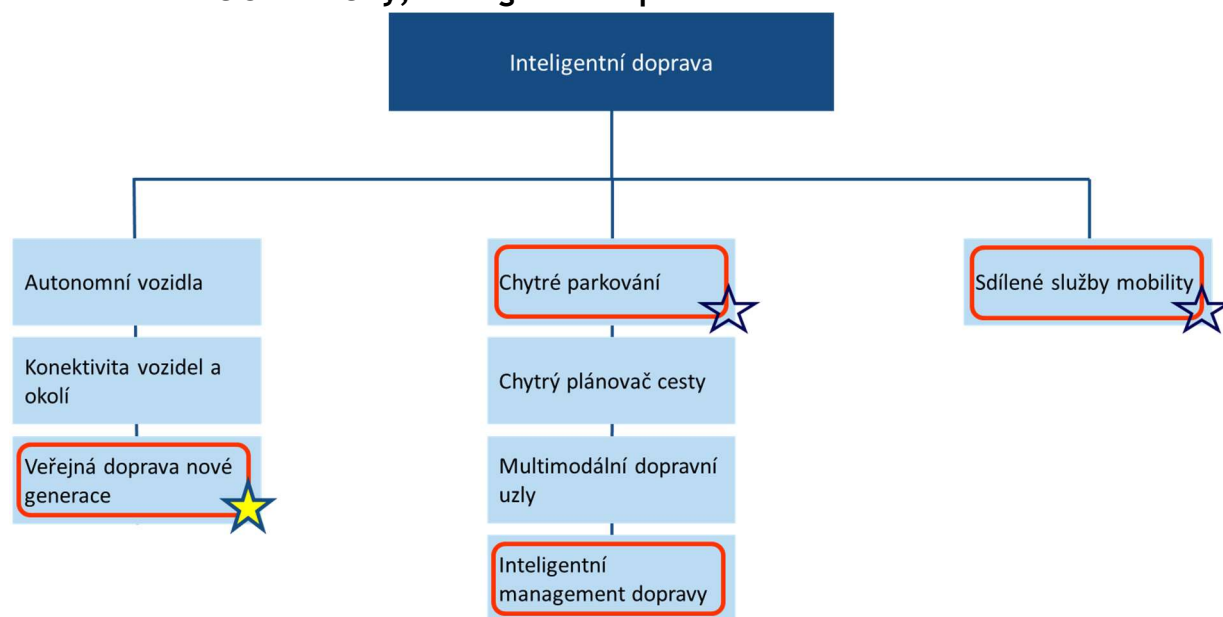 Inteligentní doprava
Autonomní vozidla
Konektivita vozidel a
okolí
Veřejná doprava nové
generace
Chytré parkování
Chytrý plánovač cesty
Multimodální dopravní
uzly
Inteligentní
management dopravy
Sdílené služby mobility